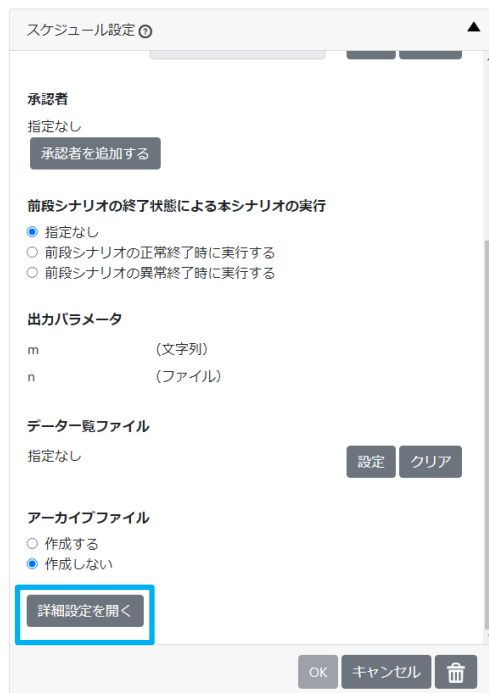 スケジュール設定 ?
承認者
指定なし
承認者を追加する
前段シナリオの終了状態による本シナリオの実行
指定なし
前段シナリオの正常終了時に実行する
前段シナリオの異常終了時に実行する
出力パラメータ
m (文字列)
n (ファイル)
データ一覧ファイル
指定なし 設定 クリア
アーカイブファイル
作成する
作成しない
詳細設定を開く
OK キャンセル